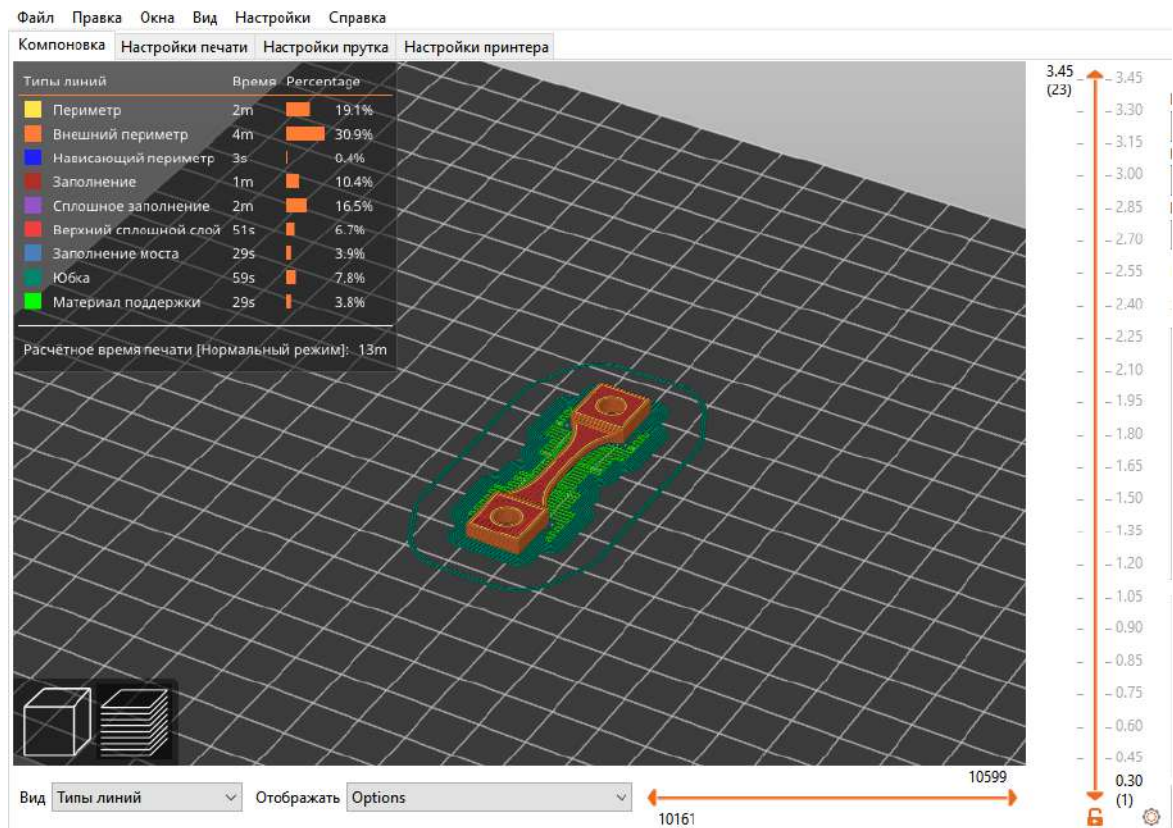 Файл Правка Окна Вид Настройки Справка
Компоновка Настройки печати Настройки прутка Настройки принтера
Типы линий Время Percentage
Периметр 2m 19.1%
Внешний периметр 4m 30.9%
Нависающий периметр 3s 0.4%
Заполнение 1m 10.4%
Сплошное заполнение 2m 16.5%
Верхний сплошной слой 51s 6.7%
Заполнение моста 29s 3.9%
Юбка 59s 7.8%
Материал поддержки 29s 3.8%
Расчётное время печати [Нормальный режим]: 13m
3.45
(23)
3.45
3.30
3.15
3.00
2.85
2.70
2.55
2.40
2.25
2.10
1.95
1.80
1.65
1.50
1.35
1.20
1.05
0.90
0.85
0.75
0.60
0.45
0.30
(1)
Вид Типы линий Отображать Options
10599
10161